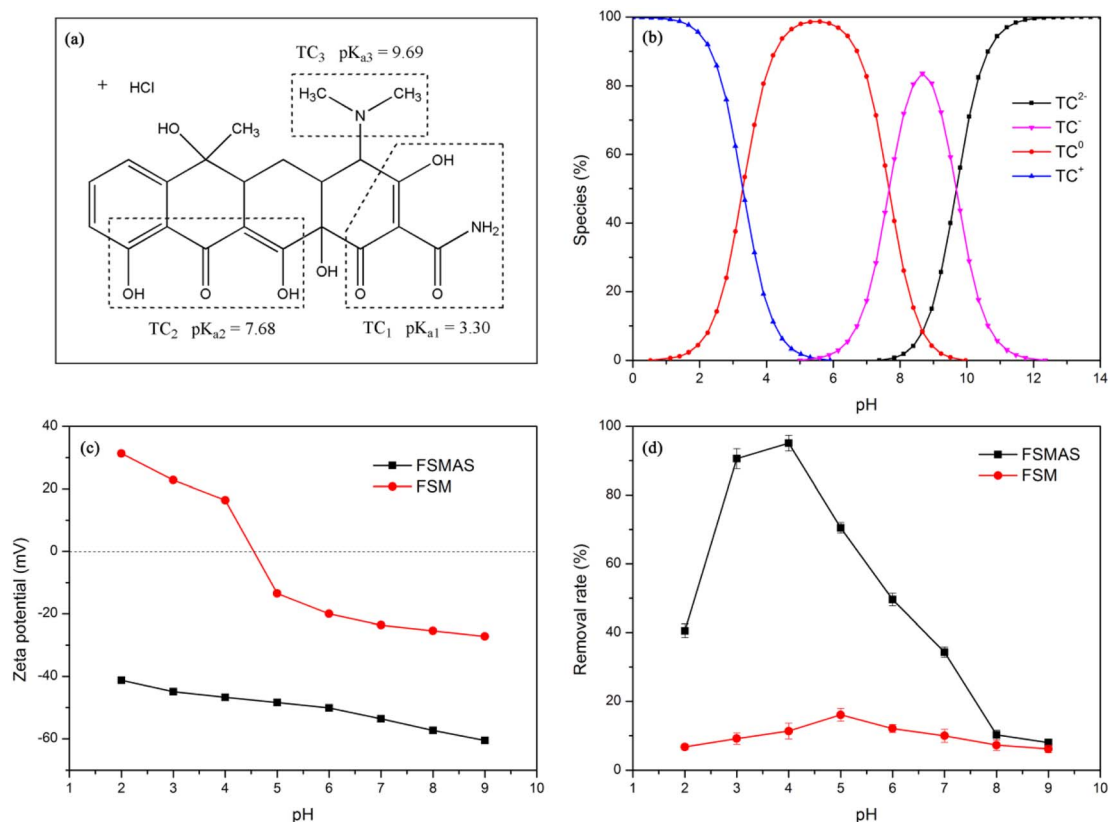 (a)
TC3 pKa3 = 9.69
+ HCl
H3C CH3
N
HO CH3
OH
NH2
OH
OH O OH O O
TC2 pKa2 = 7.68
TC1 pKa1 = 3.30
(b)
100
80
60
40
20
0
Species (%)
0 2 4 6 8 10 12 14
pH
TC2-
TC-
TC0
TC+
(c)
40
20
0
-20
-40
-60
Zeta potential (mV)
1 2 3 4 5 6 7 8 9 10
pH
FSMAS
FSM
(d)
100
80
60
40
20
0
Removal rate (%)
1 2 3 4 5 6 7 8 9 10
pH
FSMAS
FSM